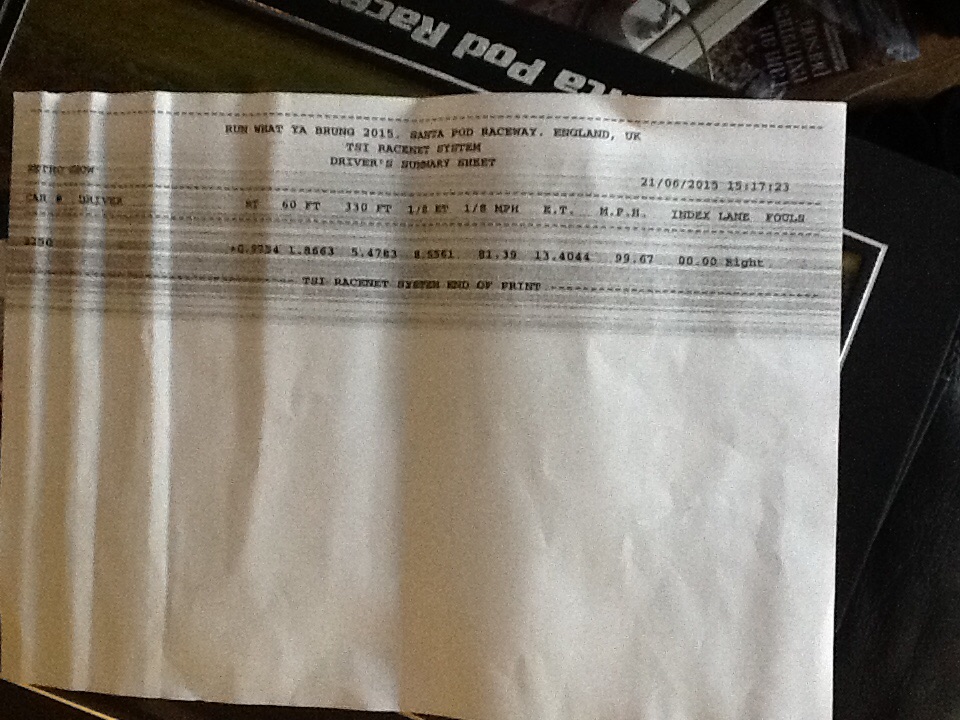 Pod Race
RUN WHAT YA BRUNG 2015. SANTA POD RACEWAY. ENGLAND, UK
TSI RACENET SYSTEM
DRIVER'S SUMMARY SHEET
RETRO SHOW
21/06/2015 15:17:23
CAR # DRIVER RT 60 FT 330 FT 1/8 ET 1/8 MPH E.T. M.P.H. INDEX LANE FOULS
1.8663 5.4783 8.5561 81.39 13.4044 99.67 00.00 Right
TSI RACENET SYSTEM END OF PRINT